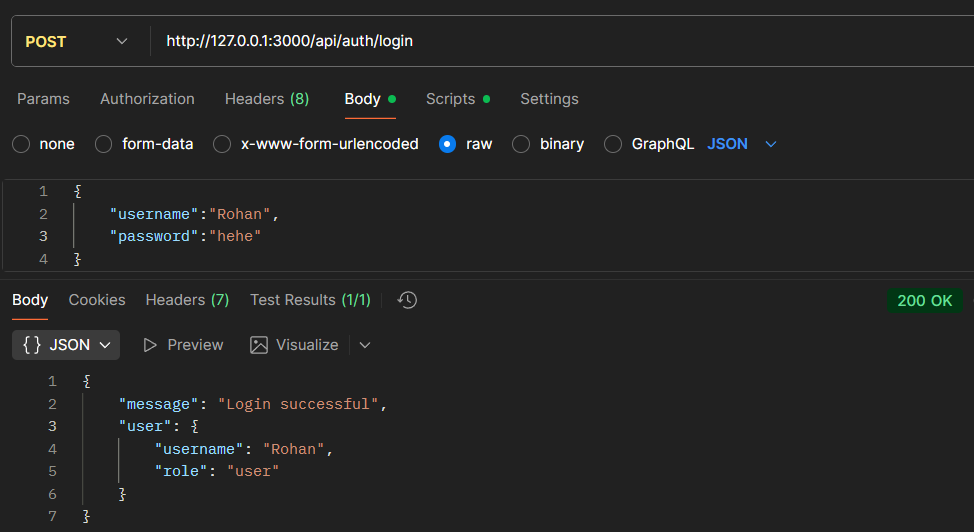 POST http://127.0.0.1:3000/api/auth/login
Params Authorization Headers (8) Body Scripts Settings
none form-data x-www-form-urlencoded raw binary GraphQL JSON
1 {
2 "username":"Rohan",
3 "password":"hehe"
4 }
Body Cookies Headers (7) Test Results (1/1) 200 OK
{} JSON Preview Visualize
1 {
2 "message": "Login successful",
3 "user": {
4 "username": "Rohan",
5 "role": "user"
6 }
7 }